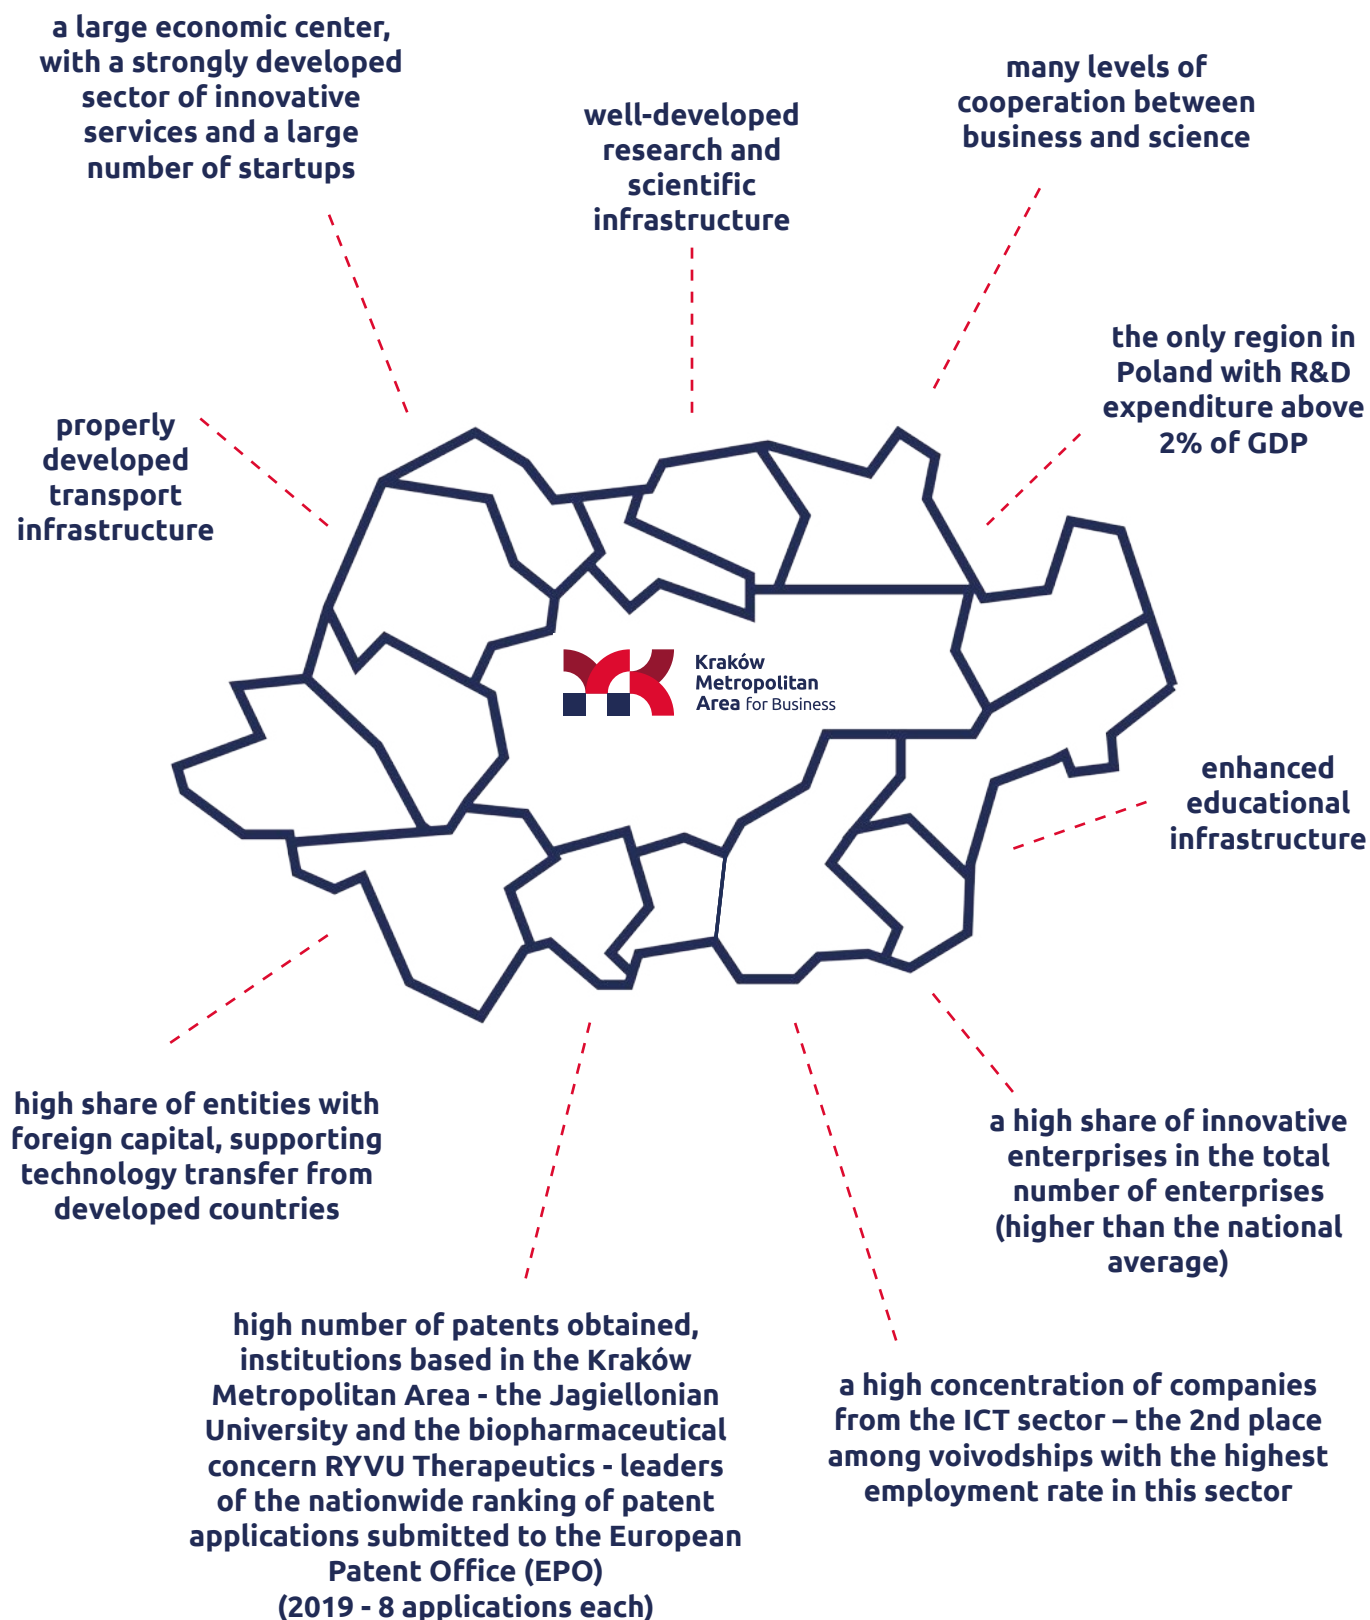 a large economic center,
with a strongly developed
sector of innovative
services and a large
number of startups
well-developed
research and
scientific
infrastructure
many levels of
cooperation between
business and science
the only region in
Poland with R&D
expenditure above
2% of GDP
properly
developed
transport
infrastructure
Kraków
Metropolitan
Area for Business
enhanced
educational
infrastructure
high share of entities with
foreign capital, supporting
technology transfer from
developed countries
a high share of innovative
enterprises in the total
number of enterprises
(higher than the national
average)
high number of patents obtained,
institutions based in the Kraków
Metropolitan Area - the Jagiellonian
University and the biopharmaceutical
concern RYVU Therapeutics - leaders
of the nationwide ranking of patent
applications submitted to the European
Patent Office (EPO)
(2019 - 8 applications each)
a high concentration of companies
from the ICT sector – the 2nd place
among voivodships with the highest
employment rate in this sector